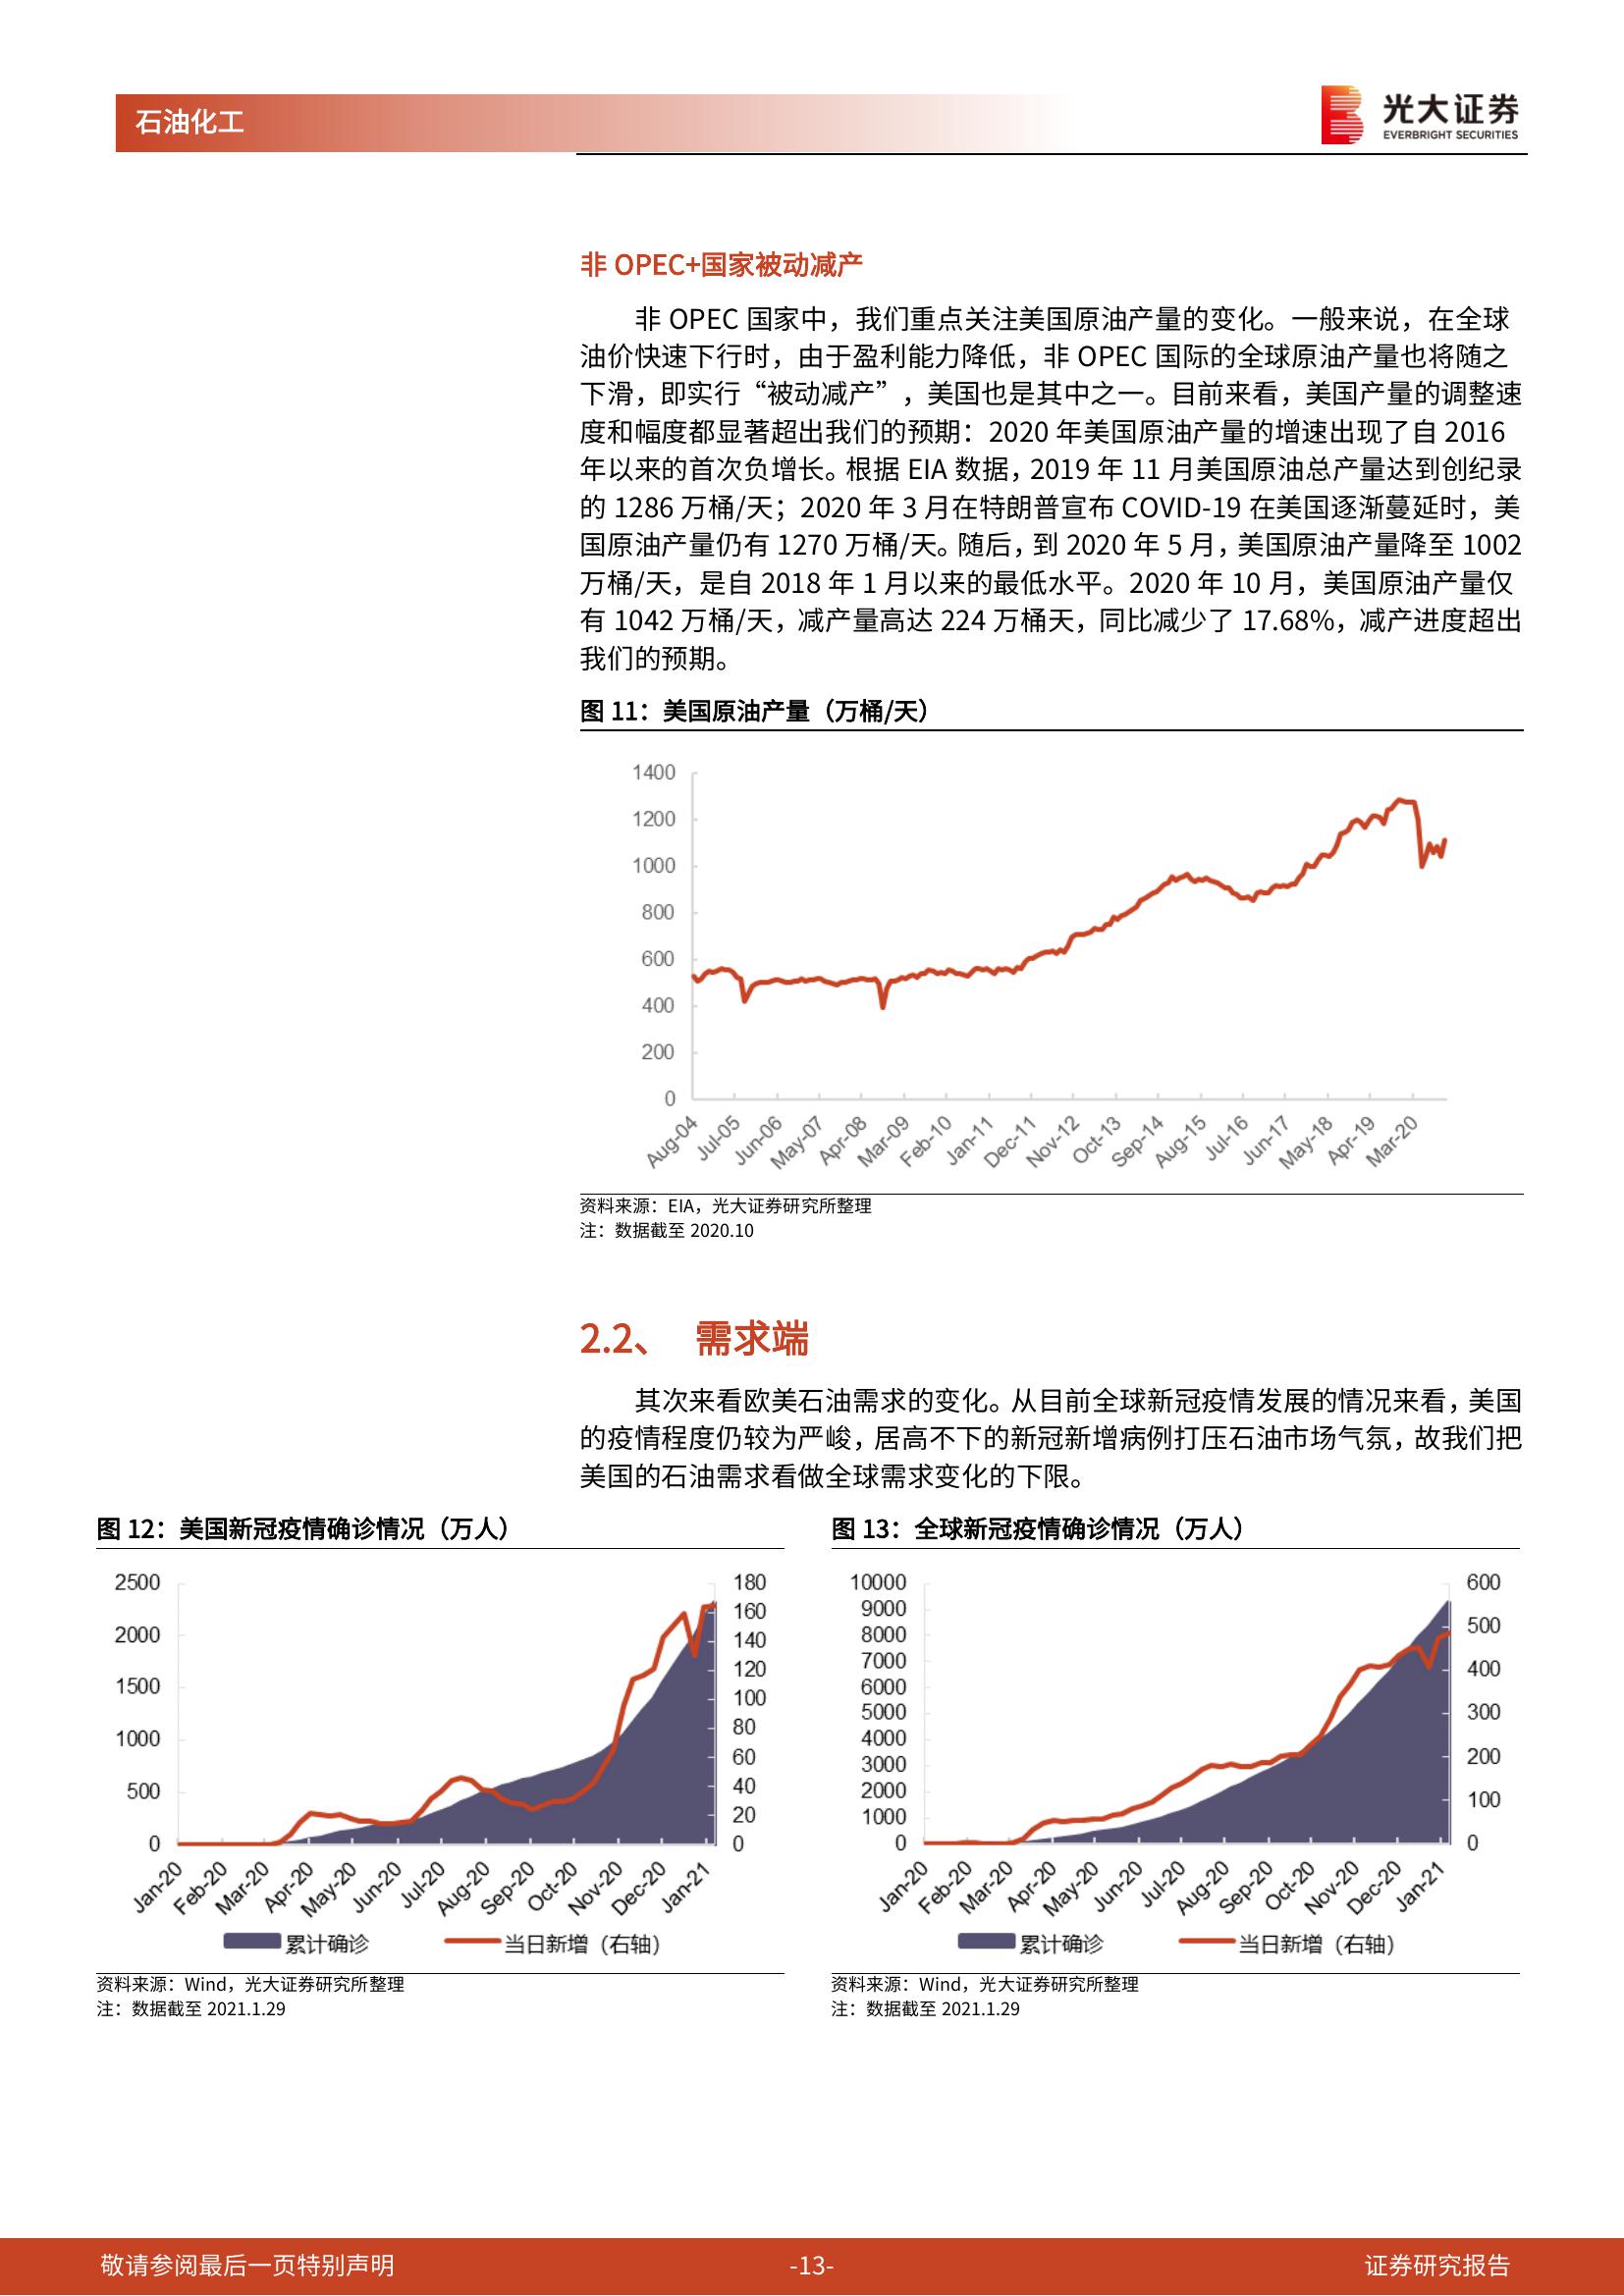 石油化工
光大证券
EVERBRIGHT SECURITIES
非 OPEC+国家被动减产
非 OPEC 国家中，我们重点关注美国原油产量的变化。一般来说，在全球
油价快速下行时，由于盈利能力降低，非 OPEC 国际的全球原油产量也将随之
下滑，即实行“被动减产”，美国也是其中之一。目前来看，美国产量的调整速
度和幅度都显著超出我们的预期：2020 年美国原油产量的增速出现了自 2016
年以来的首次负增长。根据 EIA 数据，2019 年 11 月美国原油总产量达到创纪录
的 1286 万桶/天；2020 年 3 月在特朗普宣布 COVID-19 在美国逐渐蔓延时，美
国原油产量仍有 1270 万桶/天。随后，到 2020 年 5 月，美国原油产量降至 1002
万桶/天，是自 2018 年 1 月以来的最低水平。2020 年 10 月，美国原油产量仅
有 1042 万桶/天，减产量高达 224 万桶天，同比减少了 17.68%，减产进度超出
我们的预期。
图 11：美国原油产量（万桶/天）
1400
1200
1000
800
600
400
200
0
Aug-04 Jul-05 Jun-06 May-07 Apr-08 Mar-09 Feb-10 Jan-11 Dec-11 Nov-12 Oct-13 Sep-14 Aug-15 Jul-16 Jun-17 May-18 Apr-19 Mar-20
资料来源：EIA，光大证券研究所整理
注：数据截至 2020.10
2.2、 需求端
其次来看欧美石油需求的变化。从目前全球新冠疫情发展的情况来看，美国
的疫情程度仍较为严峻，居高不下的新冠新增病例打压石油市场气氛，故我们把
美国的石油需求看做全球需求变化的下限。
图 12：美国新冠疫情确诊情况（万人）
2500
2000
1500
1000
500
0
180
160
140
120
100
80
60
40
20
0
Jan-20 Feb-20 Mar-20 Apr-20 May-20 Jun-20 Jul-20 Aug-20 Sep-20 Oct-20 Nov-20 Dec-20 Jan-21
累计确诊 当日新增（右轴）
资料来源：Wind，光大证券研究所整理
注：数据截至 2021.1.29
图 13：全球新冠疫情确诊情况（万人）
10000
9000
8000
7000
6000
5000
4000
3000
2000
1000
0
600
500
400
300
200
100
0
Jan-20 Feb-20 Mar-20 Apr-20 May-20 Jun-20 Jul-20 Aug-20 Sep-20 Oct-20 Nov-20 Dec-20 Jan-21
累计确诊 当日新增（右轴）
资料来源：Wind，光大证券研究所整理
注：数据截至 2021.1.29
敬请参阅最后一页特别声明 -13- 证券研究报告